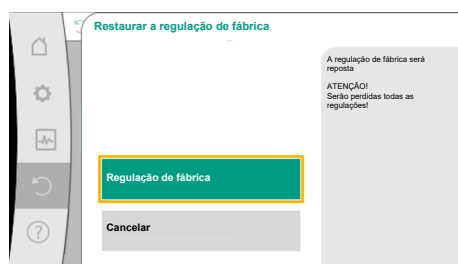 Restaurar a regulação de fábrica
A regulação de fábrica será
reposta
ATENÇÃO!
Serão perdidas todas as
regulações!
Regulação de fábrica
Cancelar
?